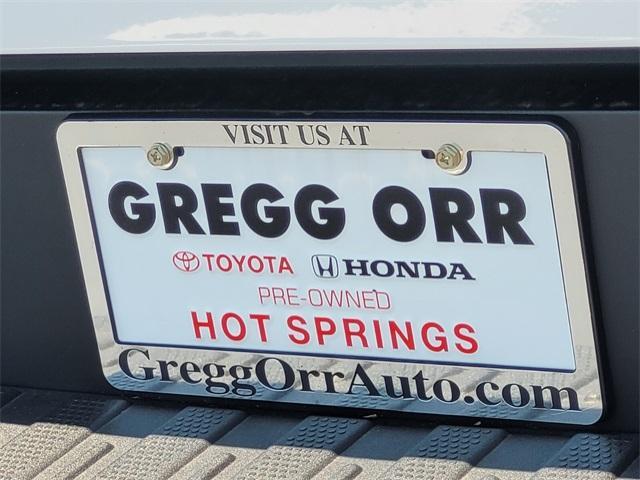 VISIT US AT
GREGG ORR
TOYOTA HONDA
PRE-OWNED
HOT SPRINGS
GreggOrrAuto.com